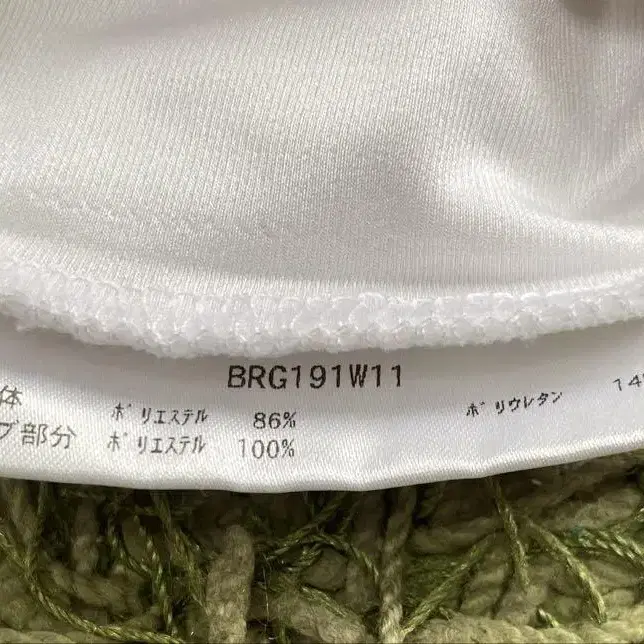 BRG191W11
体 ﾎﾟﾘｴｽﾃﾙ 86% ﾎﾟﾘｳﾚﾀﾝ 14
ブ部分 ﾎﾟﾘｴｽﾃﾙ 100%